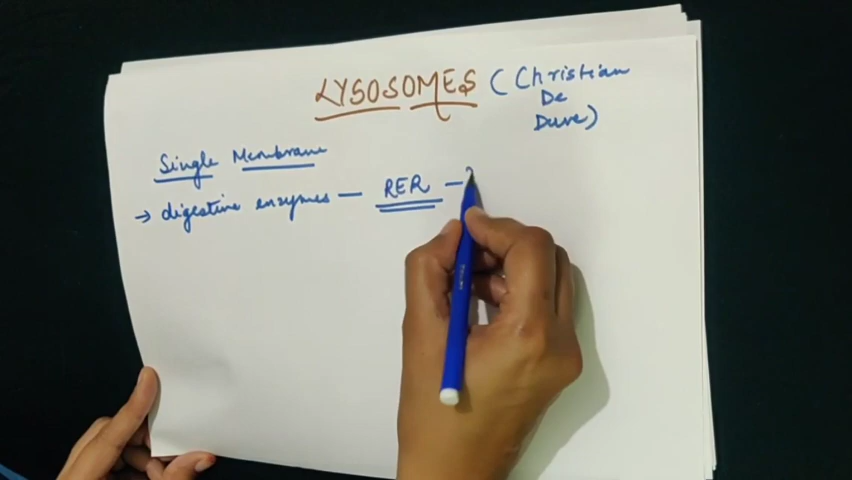 LYSOSOMES (Christian
De
Duve)
Single Membrane
→ digestive enzymes — RER —